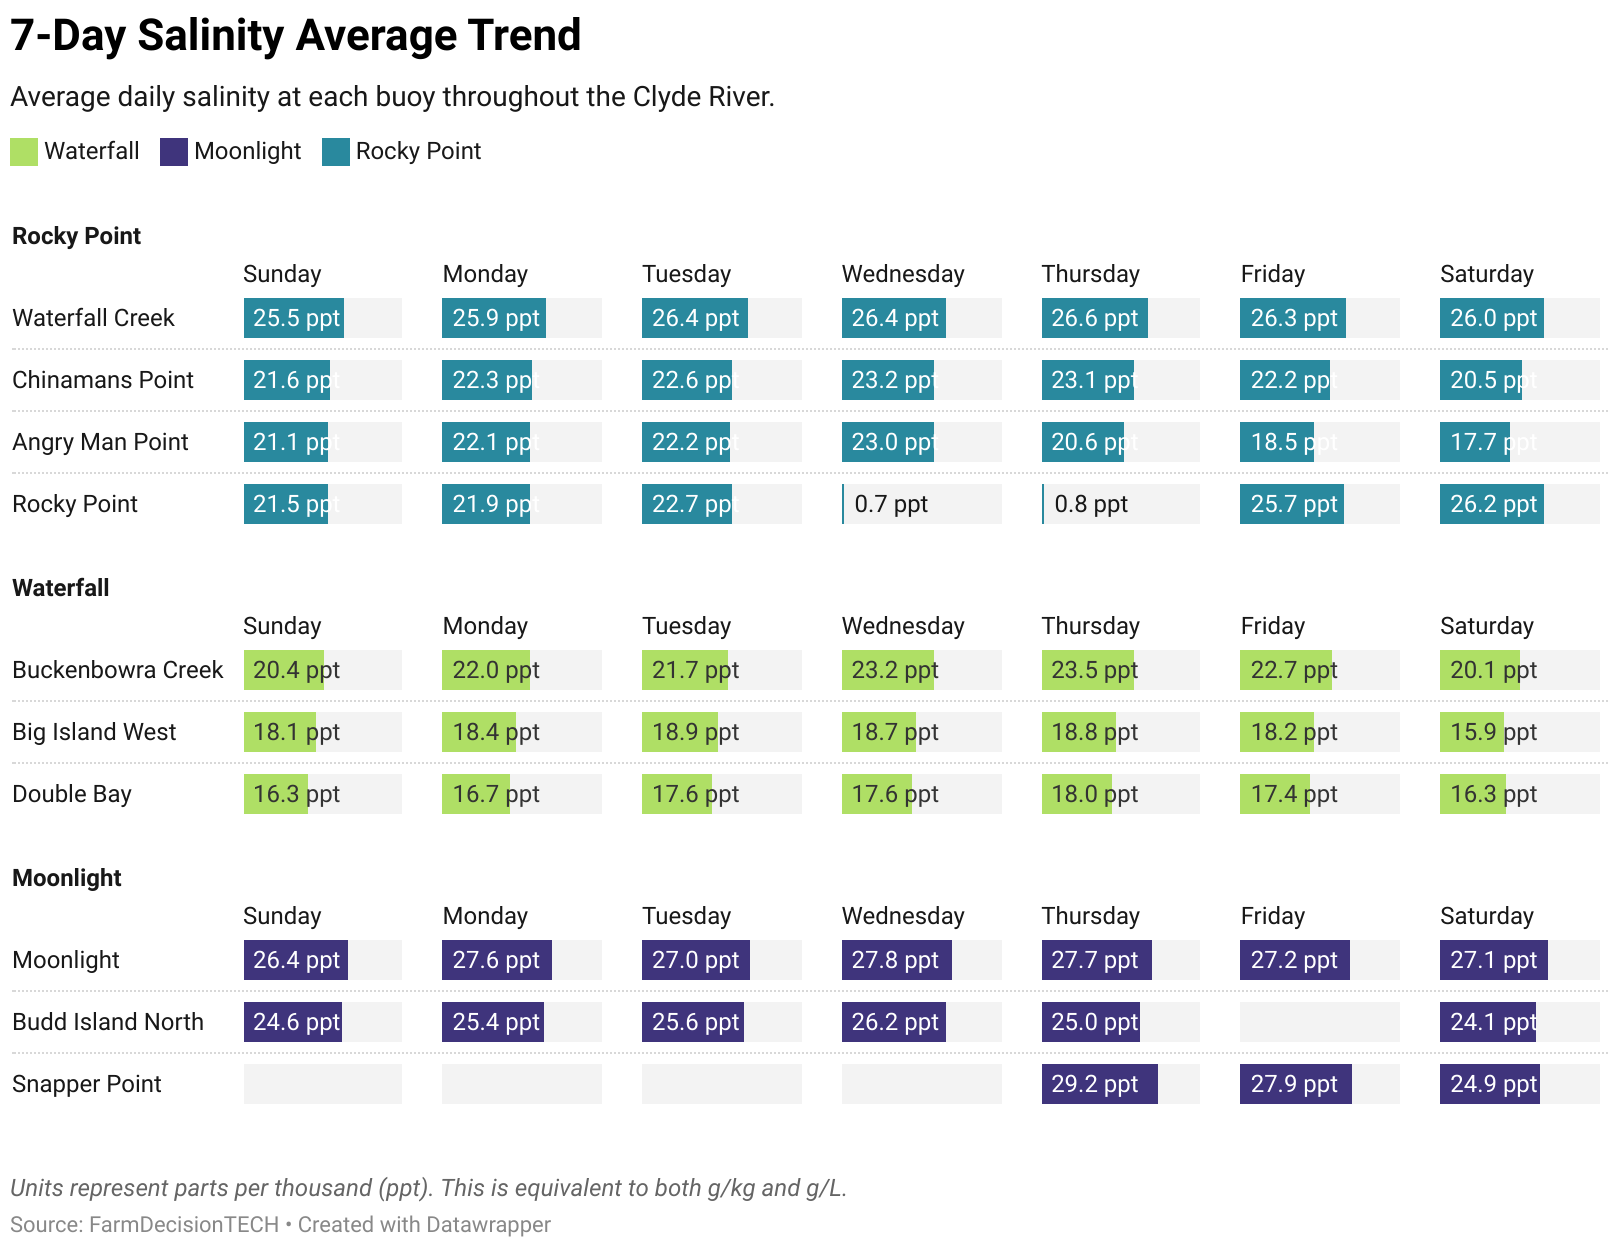 7-Day Salinity Average Trend
Average daily salinity at each buoy throughout the Clyde River.
Waterfall Moonlight Rocky Point
Rocky Point
Sunday Monday Tuesday Wednesday Thursday Friday Saturday
Waterfall Creek 25.5 ppt 25.9 ppt 26.4 ppt 26.4 ppt 26.6 ppt 26.3 ppt 26.0 ppt
Chinamans Point 21.6 ppt 22.3 ppt 22.6 ppt 23.2 ppt 23.1 ppt 22.2 ppt 20.5 ppt
Angry Man Point 21.1 ppt 22.1 ppt 22.2 ppt 23.0 ppt 20.6 ppt 18.5 ppt 17.7 ppt
Rocky Point 21.5 ppt 21.9 ppt 22.7 ppt 0.7 ppt 0.8 ppt 25.7 ppt 26.2 ppt
Waterfall
Sunday Monday Tuesday Wednesday Thursday Friday Saturday
Buckenbowra Creek 20.4 ppt 22.0 ppt 21.7 ppt 23.2 ppt 23.5 ppt 22.7 ppt 20.1 ppt
Big Island West 18.1 ppt 18.4 ppt 18.9 ppt 18.7 ppt 18.8 ppt 18.2 ppt 15.9 ppt
Double Bay 16.3 ppt 16.7 ppt 17.6 ppt 17.6 ppt 18.0 ppt 17.4 ppt 16.3 ppt
Moonlight
Sunday Monday Tuesday Wednesday Thursday Friday Saturday
Moonlight 26.4 ppt 27.6 ppt 27.0 ppt 27.8 ppt 27.7 ppt 27.2 ppt 27.1 ppt
Budd Island North 24.6 ppt 25.4 ppt 25.6 ppt 26.2 ppt 25.0 ppt 24.1 ppt
Snapper Point 29.2 ppt 27.9 ppt 24.9 ppt
Units represent parts per thousand (ppt). This is equivalent to both g/kg and g/L.
Source: FarmDecisionTECH • Created with Datawrapper